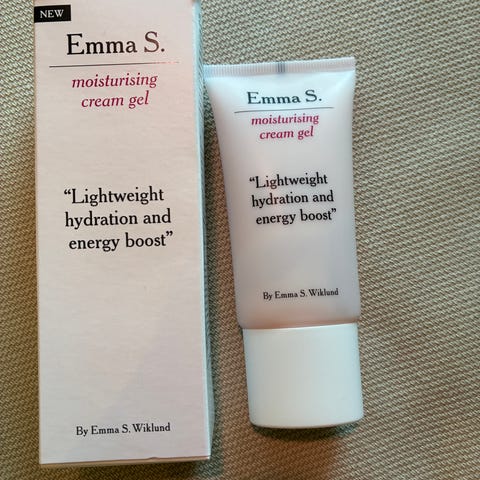 NEW
Emma S.
moisturising
cream gel
“Lightweight
hydration and
energy boost”
By Emma S. Wiklund
Emma S.
moisturising
cream gel
“Lightweight
hydration and
energy boost”
By Emma S. Wiklund